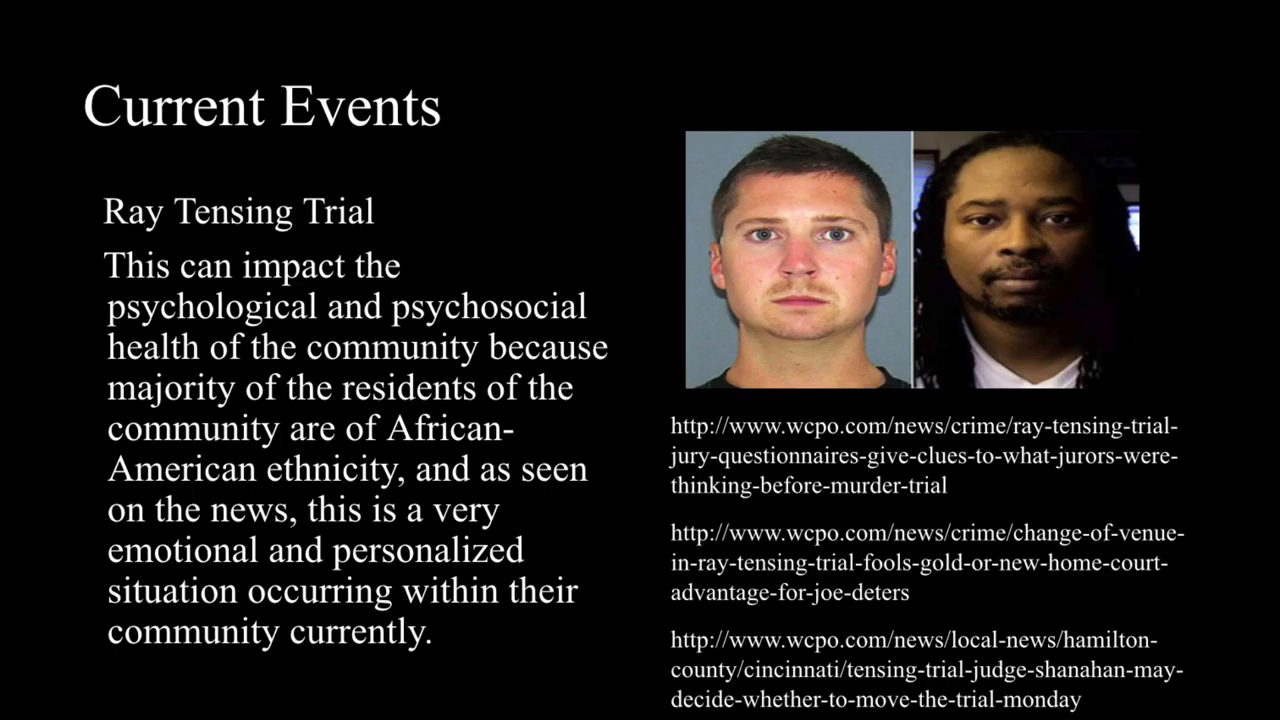 Current Events
Ray Tensing Trial
This can impact the
psychological and psychosocial
health of the community because
majority of the residents of the
community are of African-
American ethnicity, and as seen
on the news, this is a very
emotional and personalized
situation occurring within their
community currently.
http://www.wcpo.com/news/crime/ray-tensing-trial-
jury-questionnaires-give-clues-to-what-jurors-were-
thinking-before-murder-trial
http://www.wcpo.com/news/crime/change-of-venue-
in-ray-tensing-trial-fools-gold-or-new-home-court-
advantage-for-joe-deters
http://www.wcpo.com/news/local-news/hamilton-
county/cincinnati/tensing-trial-judge-shanahan-may-
decide-whether-to-move-the-trial-monday